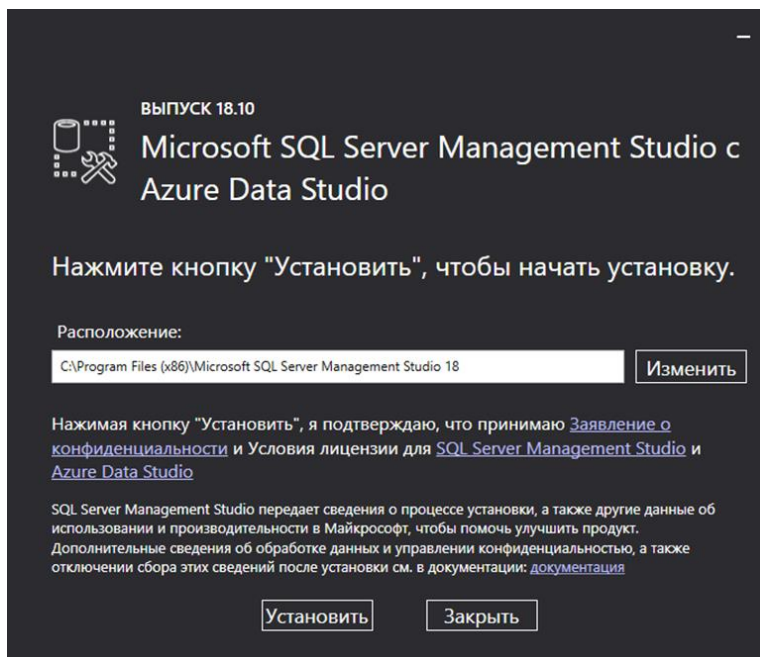 ВЫПУСК 18.10
Microsoft SQL Server Management Studio с
Azure Data Studio
Нажмите кнопку "Установить", чтобы начать установку.
Расположение:
C:\Program Files (x86)\Microsoft SQL Server Management Studio 18
Изменить
Нажимая кнопку "Установить", я подтверждаю, что принимаю Заявление о
конфиденциальности и Условия лицензии для SQL Server Management Studio и
Azure Data Studio
SQL Server Management Studio передает сведения о процессе установки, а также другие данные об
использовании и производительности в Майкрософт, чтобы помочь улучшить продукт.
Дополнительные сведения об обработке данных и управлении конфиденциальностью, а также
отключении сбора этих сведений после установки см. в документации: документация
Установить
Закрыть